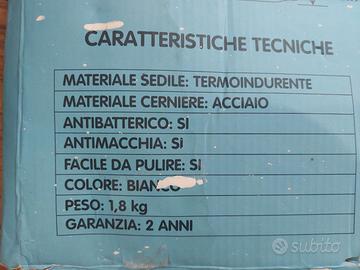 CARATTERISTICHE TECNICHE
MATERIALE SEDILE: TERMOINDURENTE
MATERIALE CERNIERE: ACCIAIO
ANTIBATTERICO: SI
ANTIMACCHIA: SI
FACILE DA PULIRE: SI
COLORE: BIANCO
PESO: 1,8 kg
GARANZIA: 2 ANNI
subito